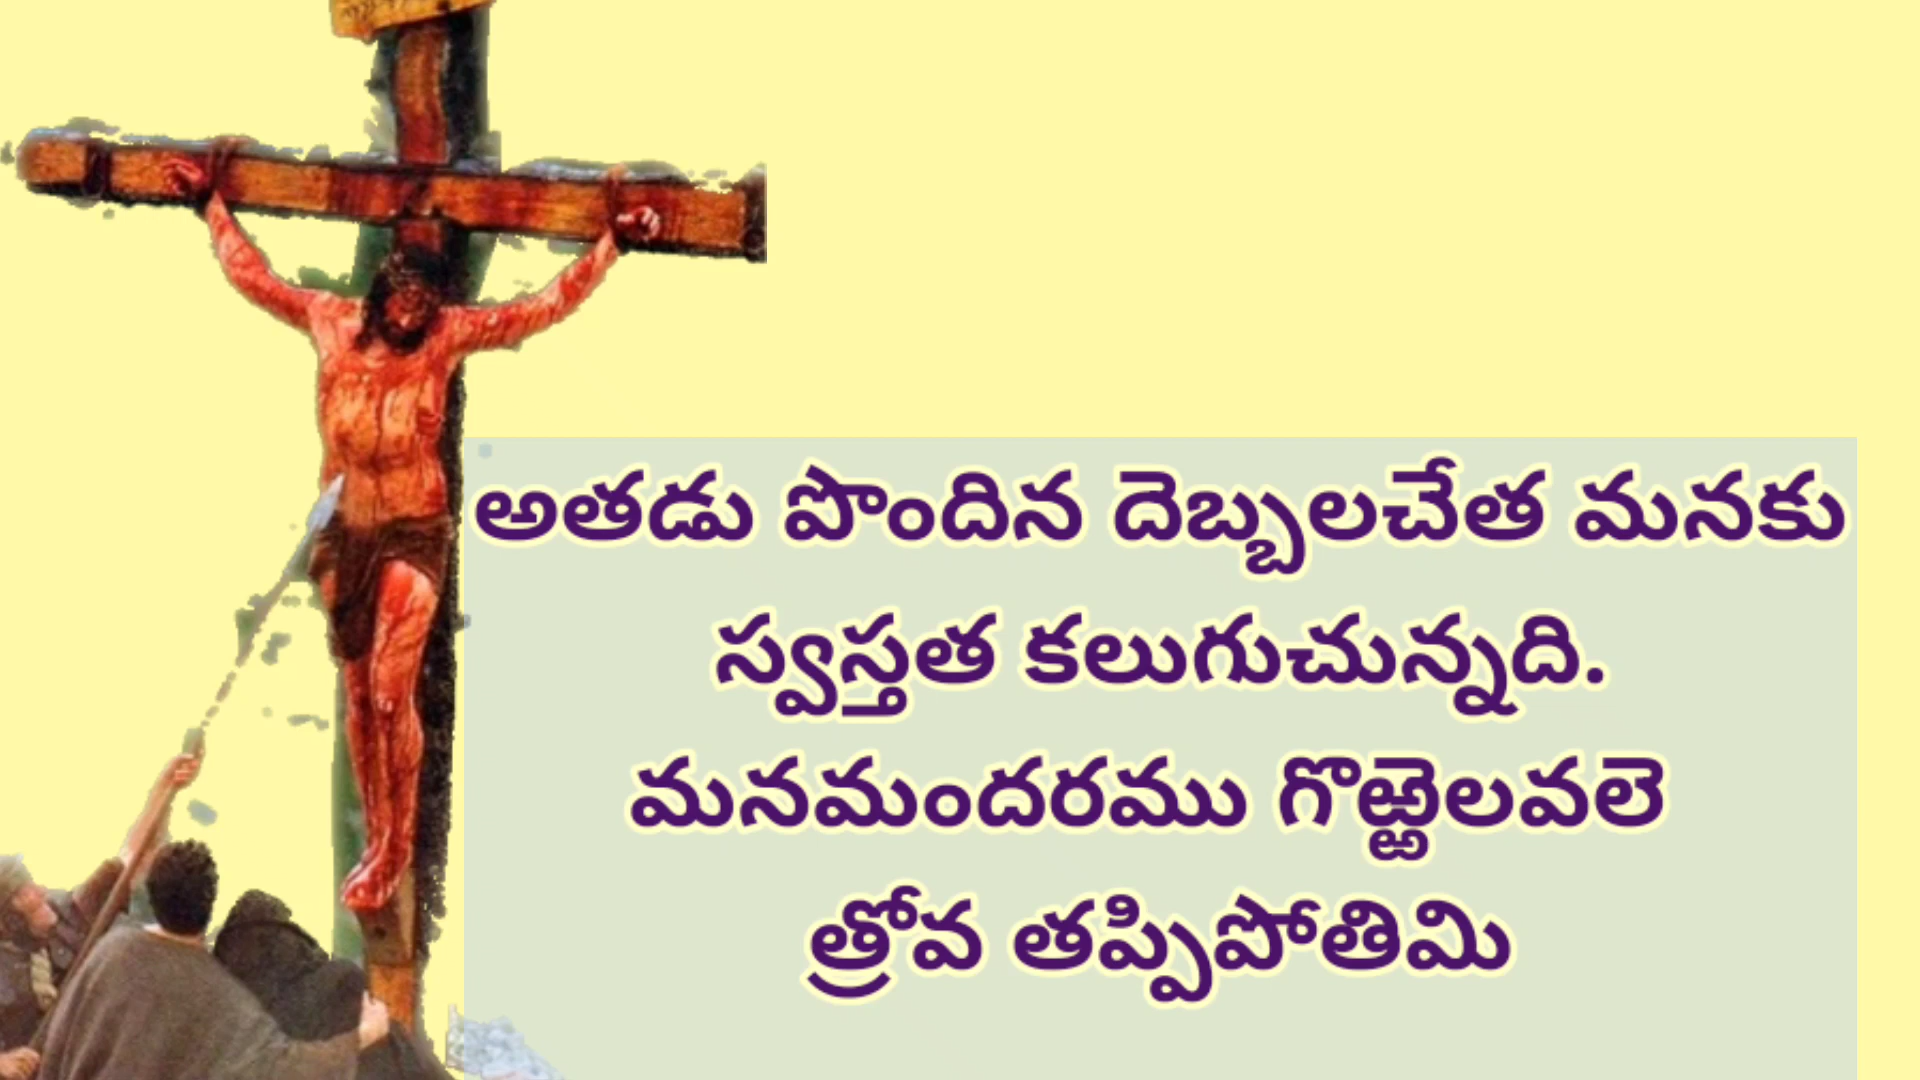 అతడు పొందిన దెబ్బలచేత మనకు
స్వస్తత కలుగుచున్నది.
మనమందరము గొఱ్ఱెలవలె
త్రోవ తప్పిపోతిమి